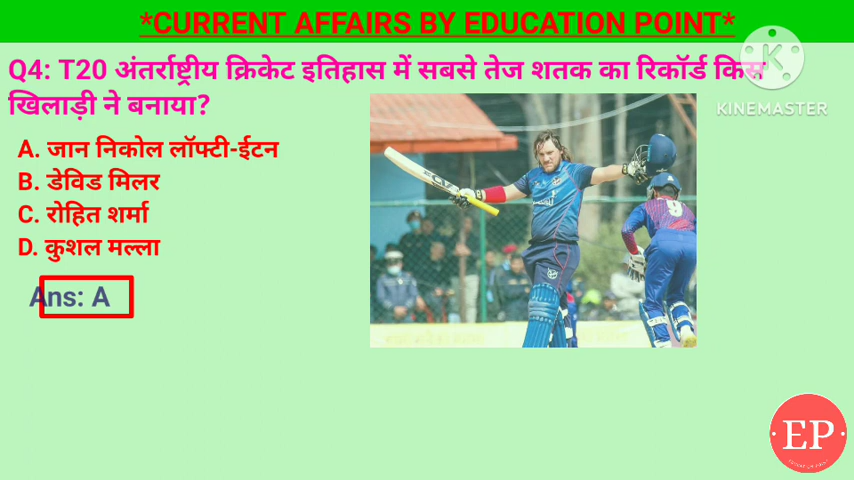 *CURRENT AFFAIRS BY EDUCATION POINT*
Q4: T20 अंतर्राष्ट्रीय क्रिकेट इतिहास में सबसे तेज शतक का रिकॉर्ड किस
खिलाड़ी ने बनाया?
KINEMASTER
A. जान निकोल लॉफ्टी-ईटन
B. डेविड मिलर
C. रोहित शर्मा
D. कुशल मल्ला
Ans: A
EP